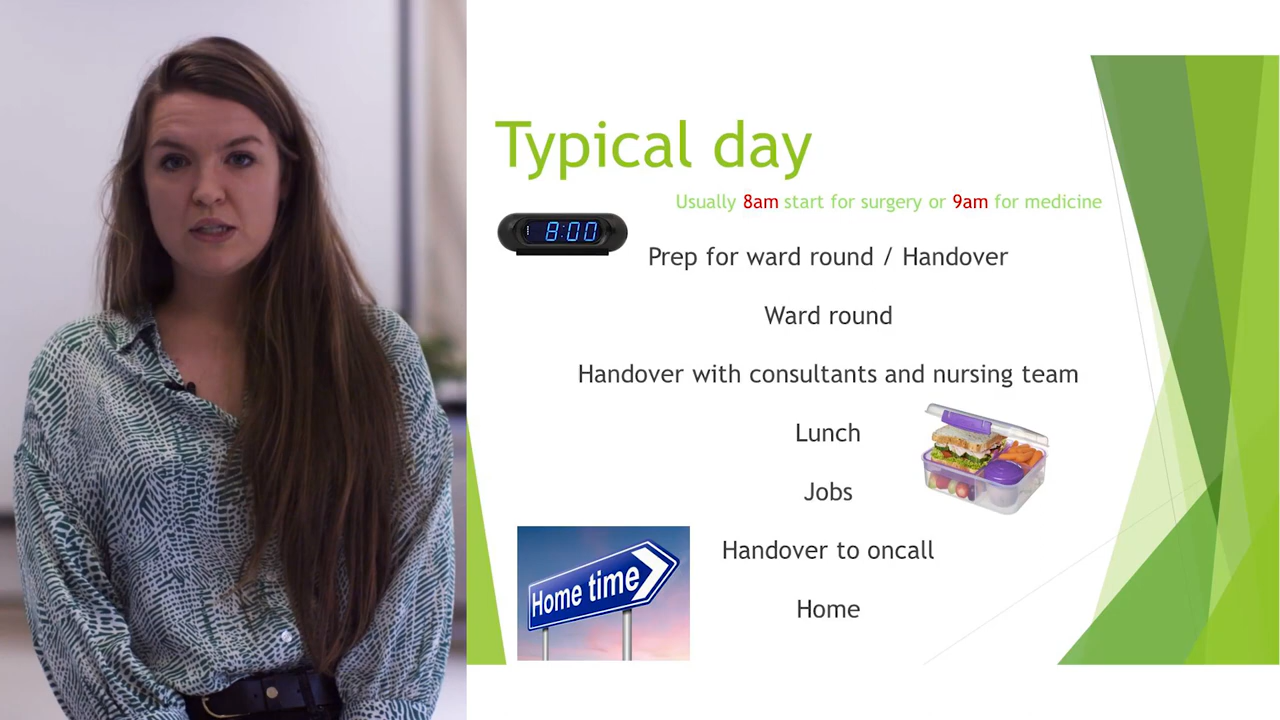 Typical day
Usually 8am start for surgery or 9am for medicine
8:00
Prep for ward round / Handover
Ward round
Handover with consultants and nursing team
Lunch
Jobs
Handover to oncall
Home time
Home